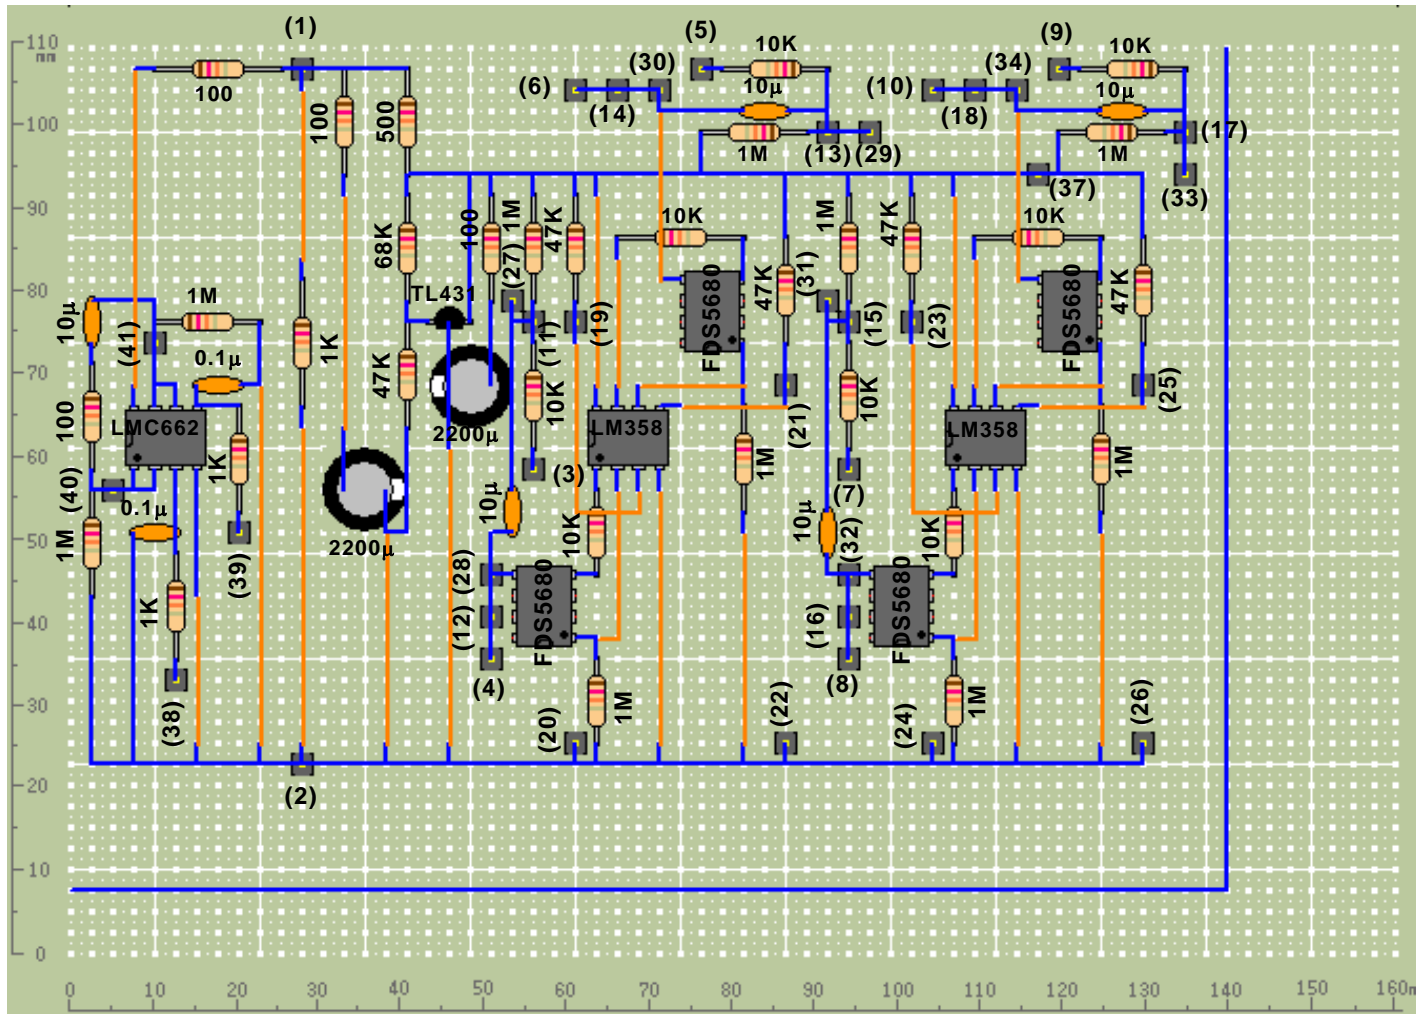 (1)
(5)
(9)
110
mm
10K
10K
(30)
(34)
(6)
(10)
10μ
10μ
100
(14)
(18)
100
100
500
1M
(13)
(29)
1M
(17)
(37)
(33)
90
68K
100
1M
47K
10K
1M
47K
10K
(27)
(31)
80
TL431
47K
47K
10μ
1M
(41)
0.1μ
1K
(11)
(19)
FDS5680
(15)
(23)
FDS5680
70
47K
10K
(21)
10K
(25)
100
LMC662
1K
2200μ
LM358
1M
LM358
1M
60
(40)
(3)
(7)
0.1μ
10μ
10μ
50
1M
2200μ
10K
(32)
10K
(39)
(28)
FDS5680
FDS5680
40
1K
(12)
(16)
(4)
(8)
30
(38)
1M
1M
(20)
(22)
(24)
(26)
20
(2)
10
0
0
10
20
30
40
50
60
70
80
90
100
110
120
130
140
150
160m